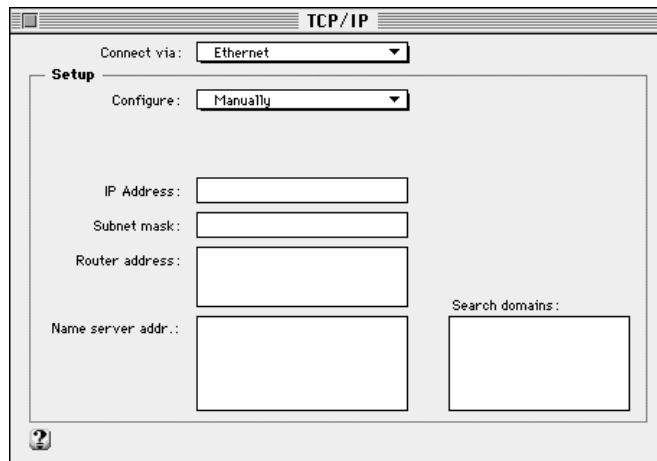 TCP/IP
Connect via: Ethernet
Setup
Configure: Manually
IP Address:
Subnet mask:
Router address:
Search domains:
Name server addr.:
?